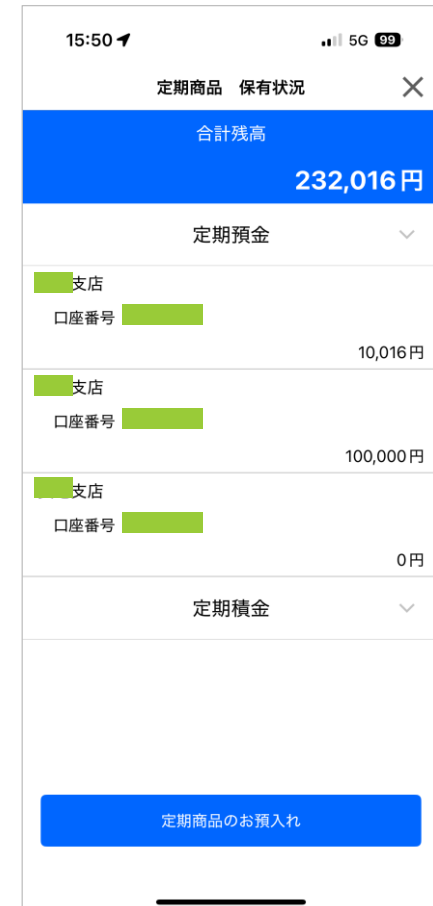 15:50 5G 99
定期商品　保有状況
合計残高
232,016円
定期預金
支店
口座番号
10,016円
支店
口座番号
100,000円
支店
口座番号
0円
定期積金
定期商品のお預入れ